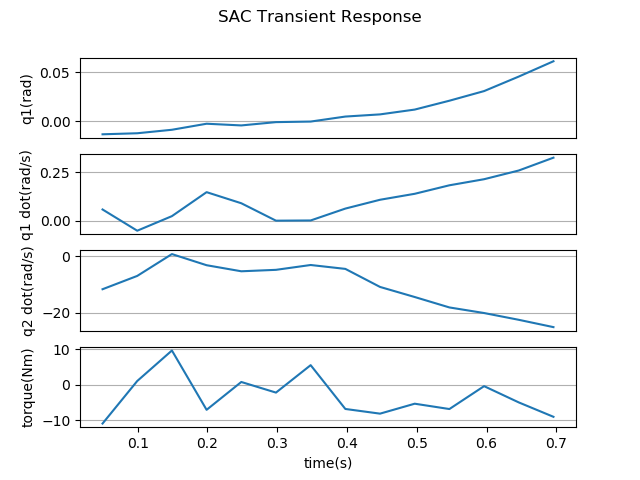 SAC Transient Response
q1(rad)
0.05
0.00
q1 dot(rad/s)
0.25
0.00
q2 dot(rad/s)
0
−20
torque(Nm)
10
0
−10
0.1 0.2 0.3 0.4 0.5 0.6 0.7
time(s)